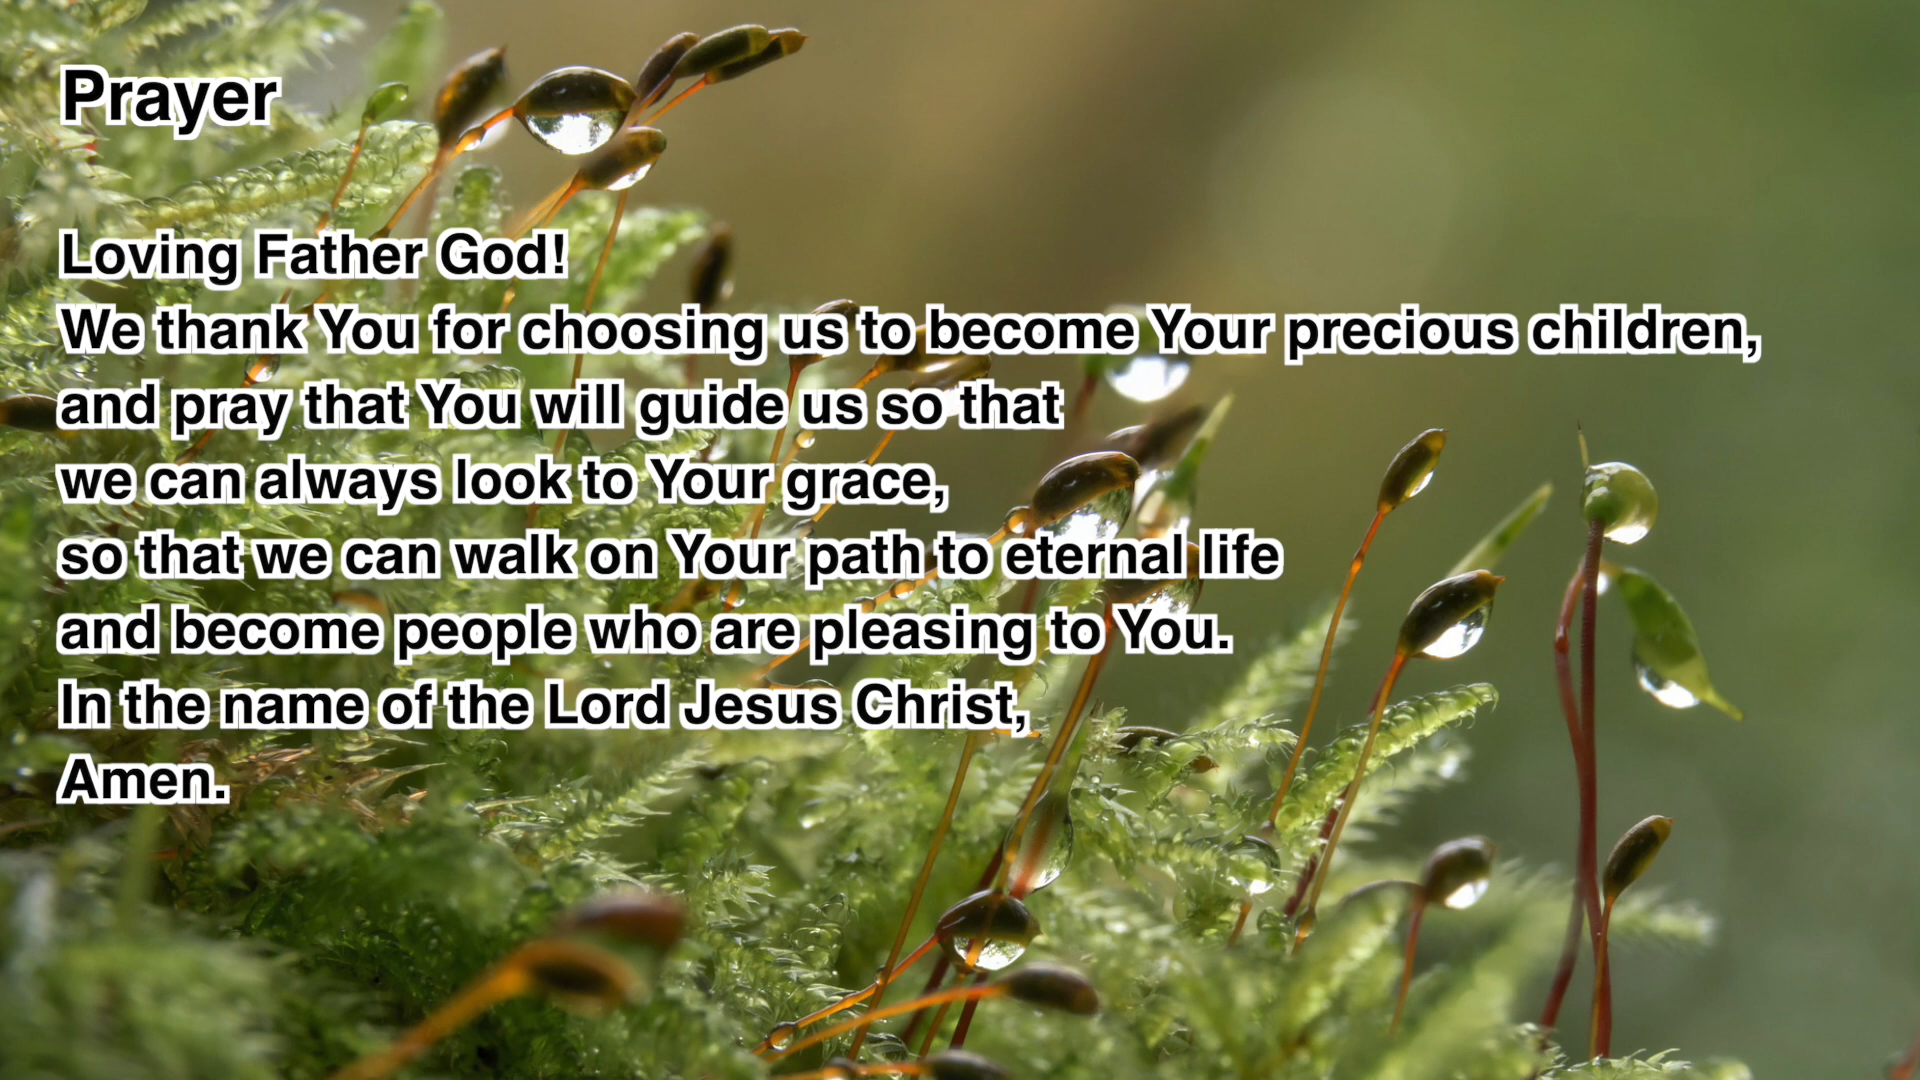 Prayer
Loving Father God!
We thank You for choosing us to become Your precious children,
and pray that You will guide us so that
we can always look to Your grace,
so that we can walk on Your path to eternal life
and become people who are pleasing to You.
In the name of the Lord Jesus Christ,
Amen.